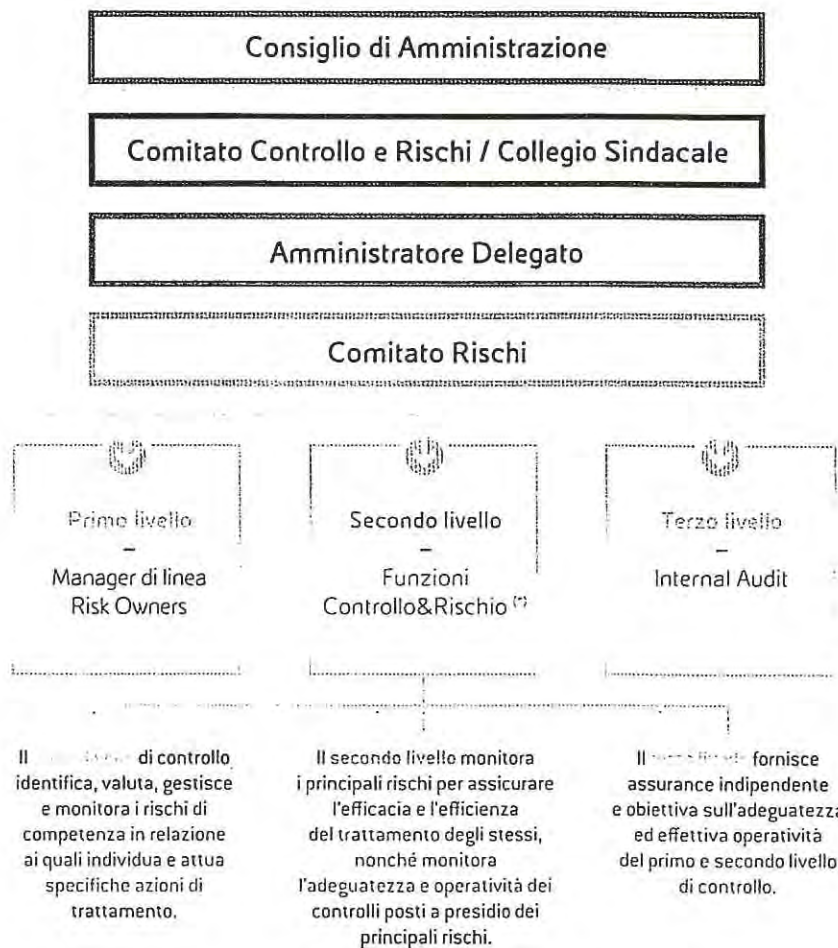 Consiglio di Amministrazione
Comitato Controllo e Rischi / Collegio Sindacale
Amministratore Delegato
Comitato Rischi
Primo livello
–
Manager di linea
Risk Owners
Secondo livello
–
Funzioni
Controllo&Rischio (*)
Terzo livello
–
Internal Audit
Il di controllo
identifica, valuta, gestisce
e monitora i rischi di
competenza in relazione
ai quali individua e attua
specifiche azioni di
trattamento.
Il secondo livello monitora
i principali rischi per assicurare
l'efficacia e l'efficienza
del trattamento degli stessi,
nonché monitora
l'adeguatezza e operatività dei
controlli posti a presidio dei
principali rischi.
Il fornisce
assurance indipendente
e obiettiva sull'adeguatezza
ed effettiva operatività
del primo e secondo livello
di controllo.